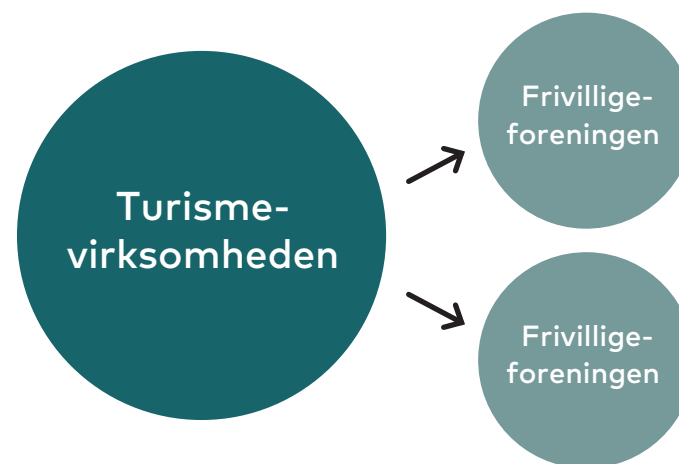 Turisme-
virksomheden
Frivillige-
foreningen
Frivillige-
foreningen